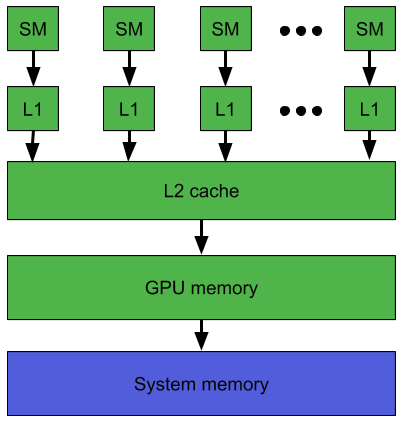 SM SM SM SM
L1 L1 L1 L1
L2 cache
GPU memory
System memory